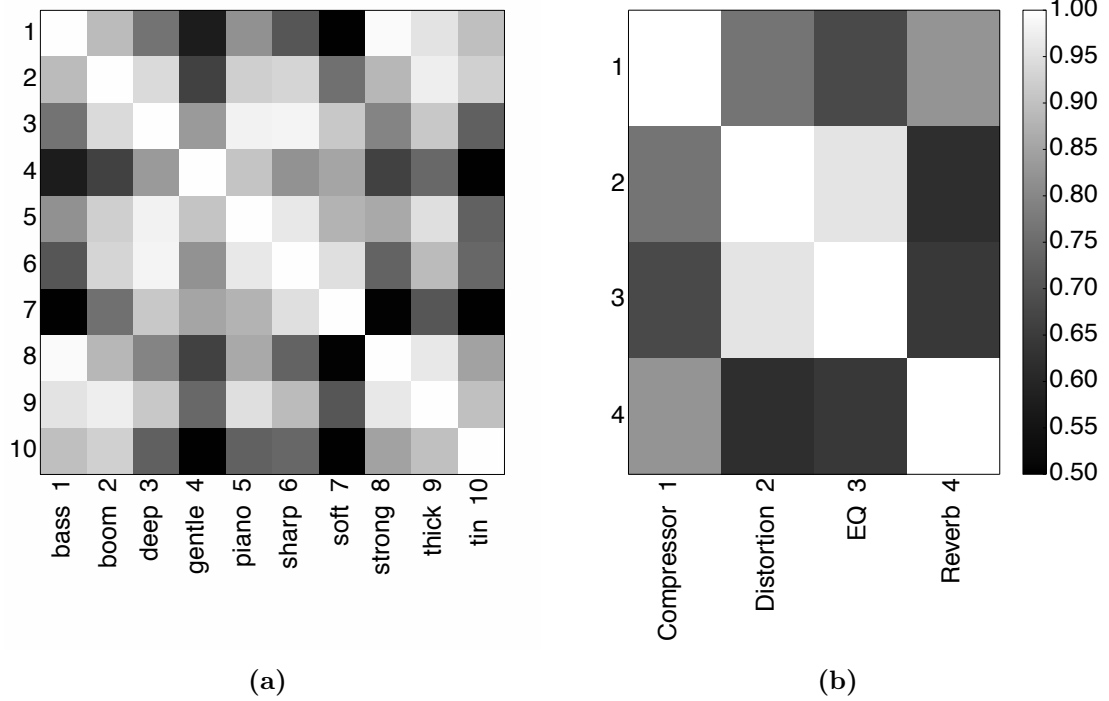 1
2
3
4
5
6
7
8
9
10
bass 1
boom 2
deep 3
gentle 4
piano 5
sharp 6
soft 7
strong 8
thick 9
tin 10
(a)
1
2
3
4
Compressor 1
Distortion 2
EQ 3
Reverb 4
1.00
0.95
0.90
0.85
0.80
0.75
0.70
0.65
0.60
0.55
0.50
(b)